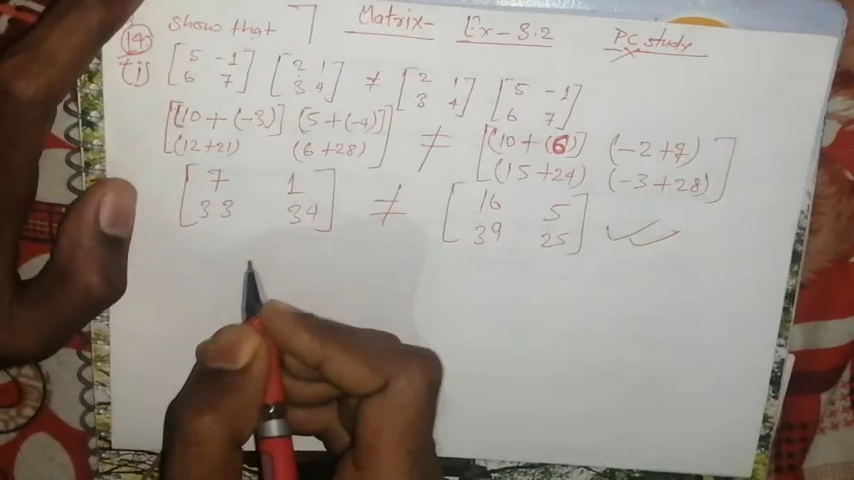 Matrix- Ex-3.2 PC study
(14) Show that
(i) [5 -1 [2 1 ≠ [2 1 [5 -1
6 7] 3 4] 3 4] 6 7]
[(10+(-3)] (5+(-4)] ≠ [(10+(6)] (-2+7)
(12+21) (6+28)] (15+24) (-3+28)]
[7 1 ≠ [16 5
33 34] 39 25]